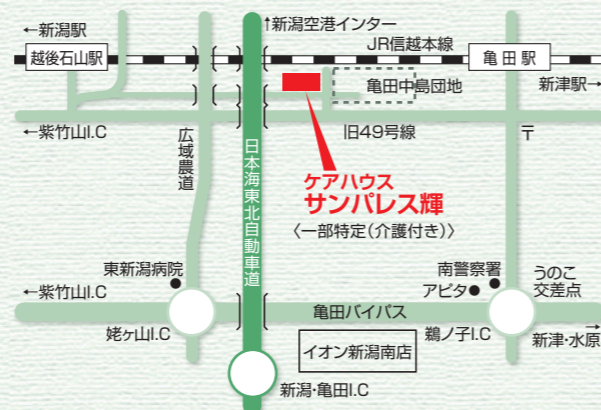 ←新潟駅
↑新潟空港インター
JR信越本線
越後石山駅
亀田駅
亀田中島団地
新津駅→
←紫竹山I.C
旧49号線
〒
広域農道
日本海東北自動車道
ケアハウス
サンパレス輝
〈一部特定(介護付き)〉
東新潟病院
南警察署
←紫竹山I.C
アピタ
うのこ
交差点
亀田バイパス
姥ヶ山I.C
鵜ノ子I.C
→
新津・水原
イオン新潟南店
新潟・亀田I.C